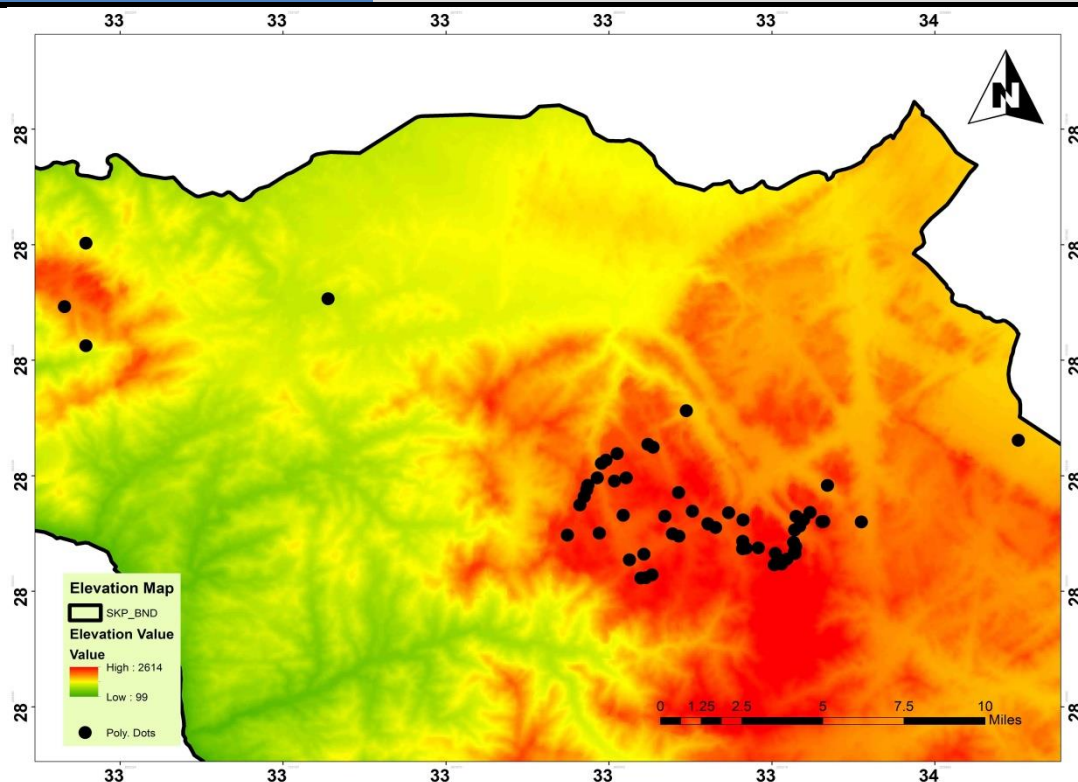 33 33 33 33 33 34
N
28 28
28 28
28 28
28 28
28 28
28 28
Elevation Map
SKP_BND
Elevation Value
Value
High : 2614
Low : 99
Poly. Dots
0 1.25 2.5 5 7.5 10
Miles
33 33 33 33 33 34